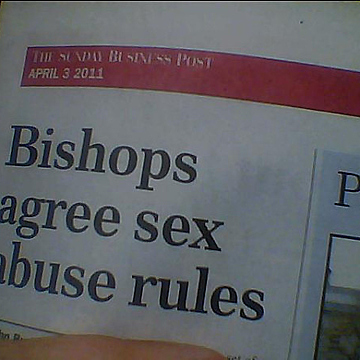 THE SUNDAY BUSINESS POST
APRIL 3 2011
Bishops
agree sex
abuse rules
P